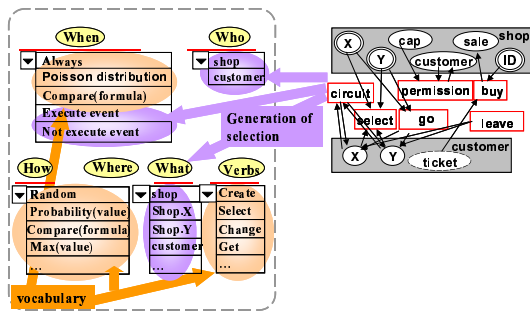 When
Always
Poisson distribution
Compare(formula)
Execute event
Not execute event
Who
shop
customer
Generation of
selection
How
Random
Probability(value
Compare(formula
Max(value)
...
Where
What
shop
Shop.X
Shop.Y
customer
...
Verbs
Create
Select
Change
Get
...
vocabulary
shop
X
Y
cap
sale
customer
ID
circuit
permission
buy
select
go
leave
X
Y
customer
ticket